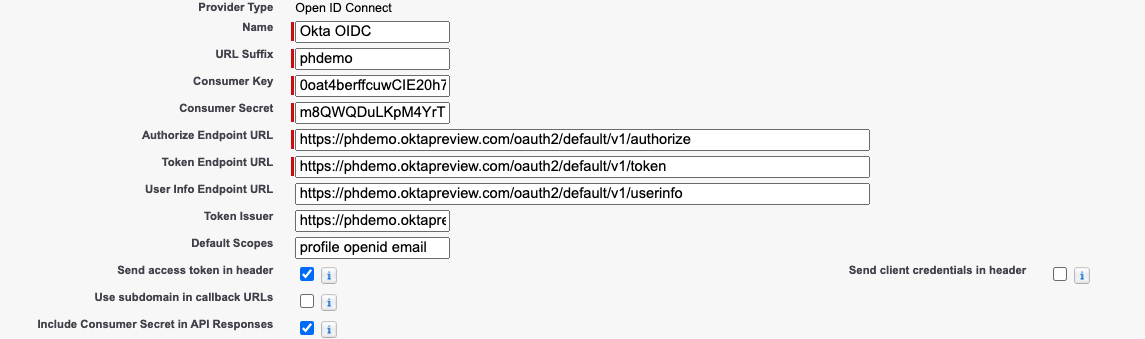 Provider Type Open ID Connect
Name Okta OIDC
URL Suffix phdemo
Consumer Key 0oat4berffcuwCIE20h7
Consumer Secret m8QWQDuLKpM4YrT
Authorize Endpoint URL https://phdemo.oktapreview.com/oauth2/default/v1/authorize
Token Endpoint URL https://phdemo.oktapreview.com/oauth2/default/v1/token
User Info Endpoint URL https://phdemo.oktapreview.com/oauth2/default/v1/userinfo
Token Issuer https://phdemo.oktapre
Default Scopes profile openid email
Send access token in header i Send client credentials in header i
Use subdomain in callback URLs i
Include Consumer Secret in API Responses i